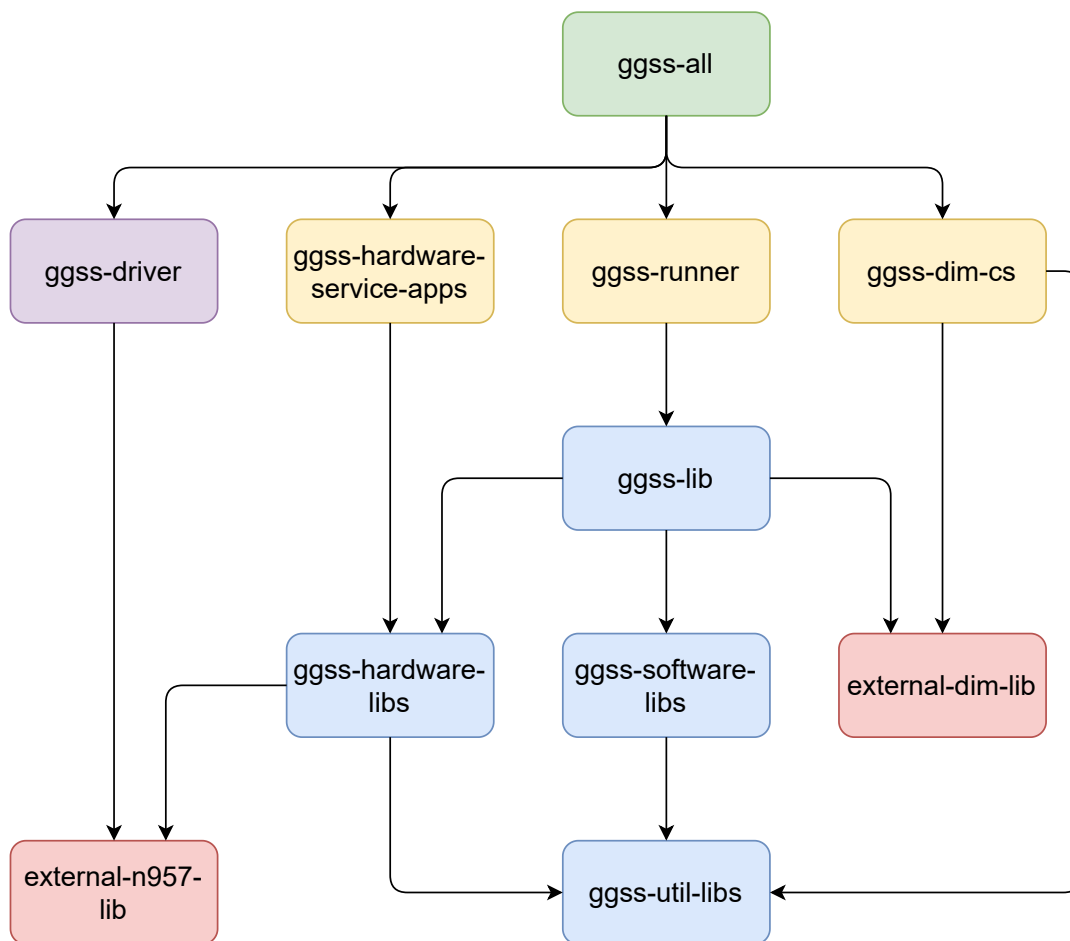 ggss-all
ggss-driver
ggss-hardware-
service-apps
ggss-runner
ggss-dim-cs
ggss-lib
ggss-hardware-
libs
ggss-software-
libs
external-dim-lib
external-n957-
lib
ggss-util-libs